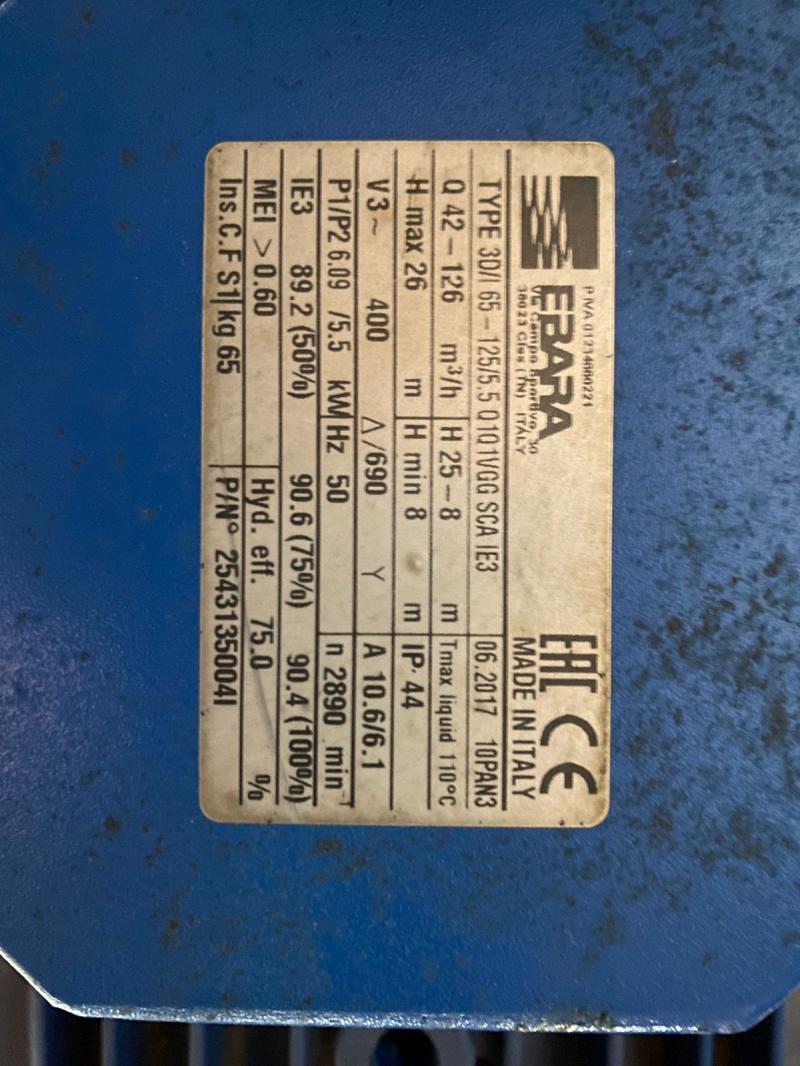 P.IVA 01234660221
EBARA
Via Campo Sportivo, 30
38023 Cles (TN) ITALY
EAC CE
MADE IN ITALY
TYPE 3D/I 65-125/5.5 Q1Q1VGG SCA IE3 06.2017 10PAN3
Q 42-126 m³/h H 25-8 m Tmax liquid 110°C
H max 26 m H min 8 m IP 44
V3~ 400 Δ/690 Y A 10.6/6.1
P1/P2 6.09 /5.5 kW Hz 50 n 2890 min⁻¹
IE3 89.2 (50%) 90.6 (75%) 90.4 (100%)
MEI > 0.60 Hyd. eff. 75.0 %
Ins.C.F S1 kg 65 P/N° 2543135004I